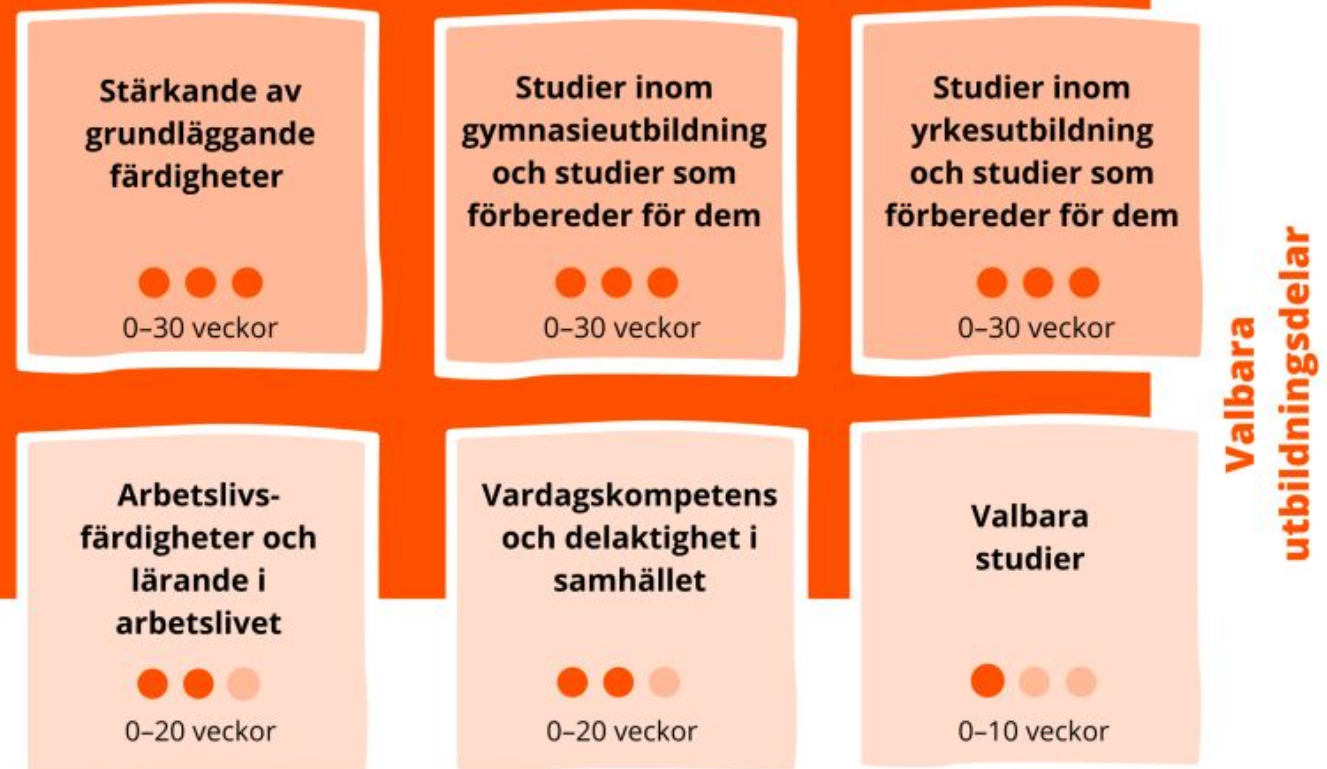 Stärkande av
grundläggande
färdigheter
0–30 veckor
Studier inom
gymnasieutbildning
och studier som
förbereder för dem
0–30 veckor
Studier inom
yrkesutbildning
och studier som
förbereder för dem
0–30 veckor
Arbetslivs-
färdigheter och
lärande i
arbetslivet
0–20 veckor
Vardagskompetens
och delaktighet i
samhället
0–20 veckor
Valbara
studier
0–10 veckor
Valbara
utbildningsdelar